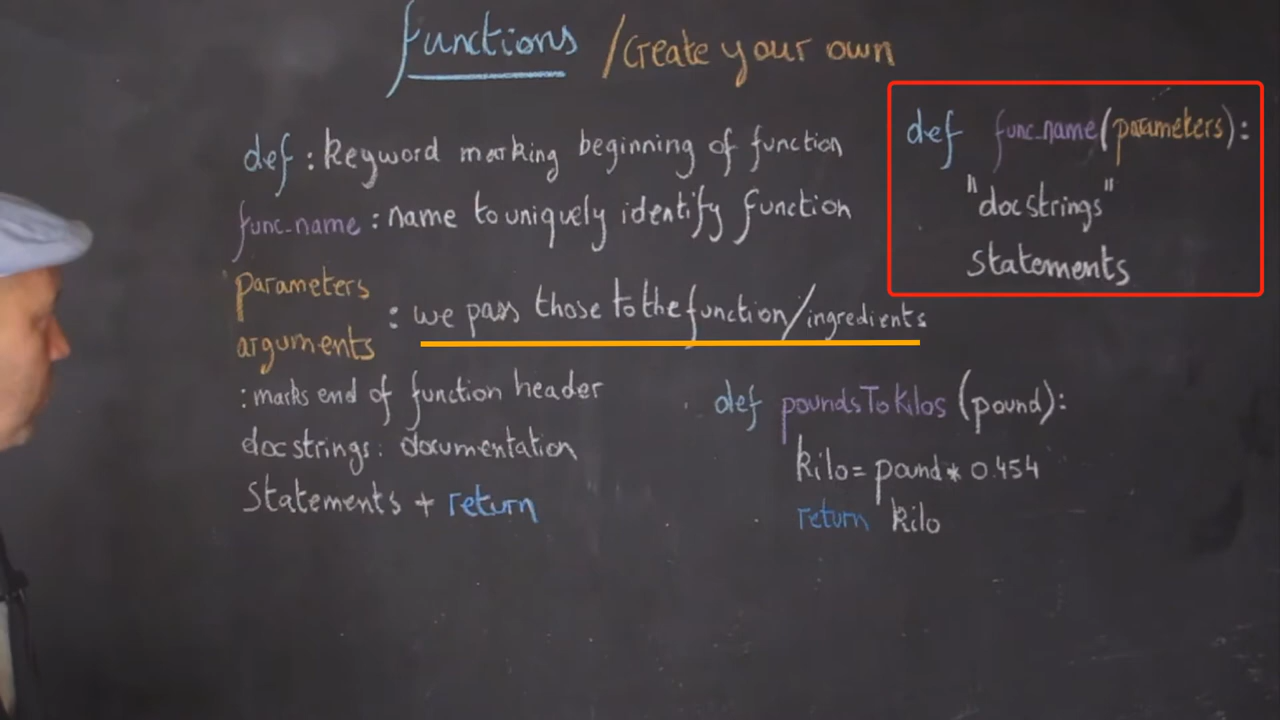 functions / Create your own
def : keyword marking beginning of function
func_name : name to uniquely identify function
parameters
arguments
: we pass those to the function/ingredients
: marks end of function header
docstrings: documentation
Statements + return
def func_name(parameters):
"docstrings"
statements
def poundsToKilos (pound):
kilo= pound * 0.454
return kilo